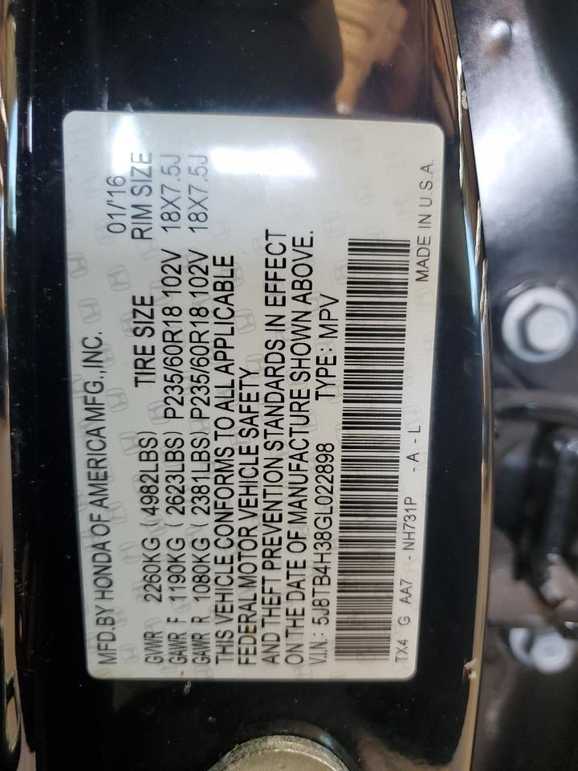 MFD.BY HONDA OF AMERICA MFG.,INC. 01/16
GVWR 2260KG (4982LBS) TIRE SIZE RIM SIZE
GAWR F 1190KG (2623LBS) P235/60R18 102V 18X7.5J
GAWR R 1080KG (2381LBS) P235/60R18 102V 18X7.5J
THIS VEHICLE CONFORMS TO ALL APPLICABLE
FEDERAL MOTOR VEHICLE SAFETY
AND THEFT PREVENTION STANDARDS IN EFFECT
ON THE DATE OF MANUFACTURE SHOWN ABOVE.
V.I.N.: 5J8TB4H38GL022898 TYPE: MPV
TX4 G AA7 - NH731P - A - L MADE IN U.S.A.